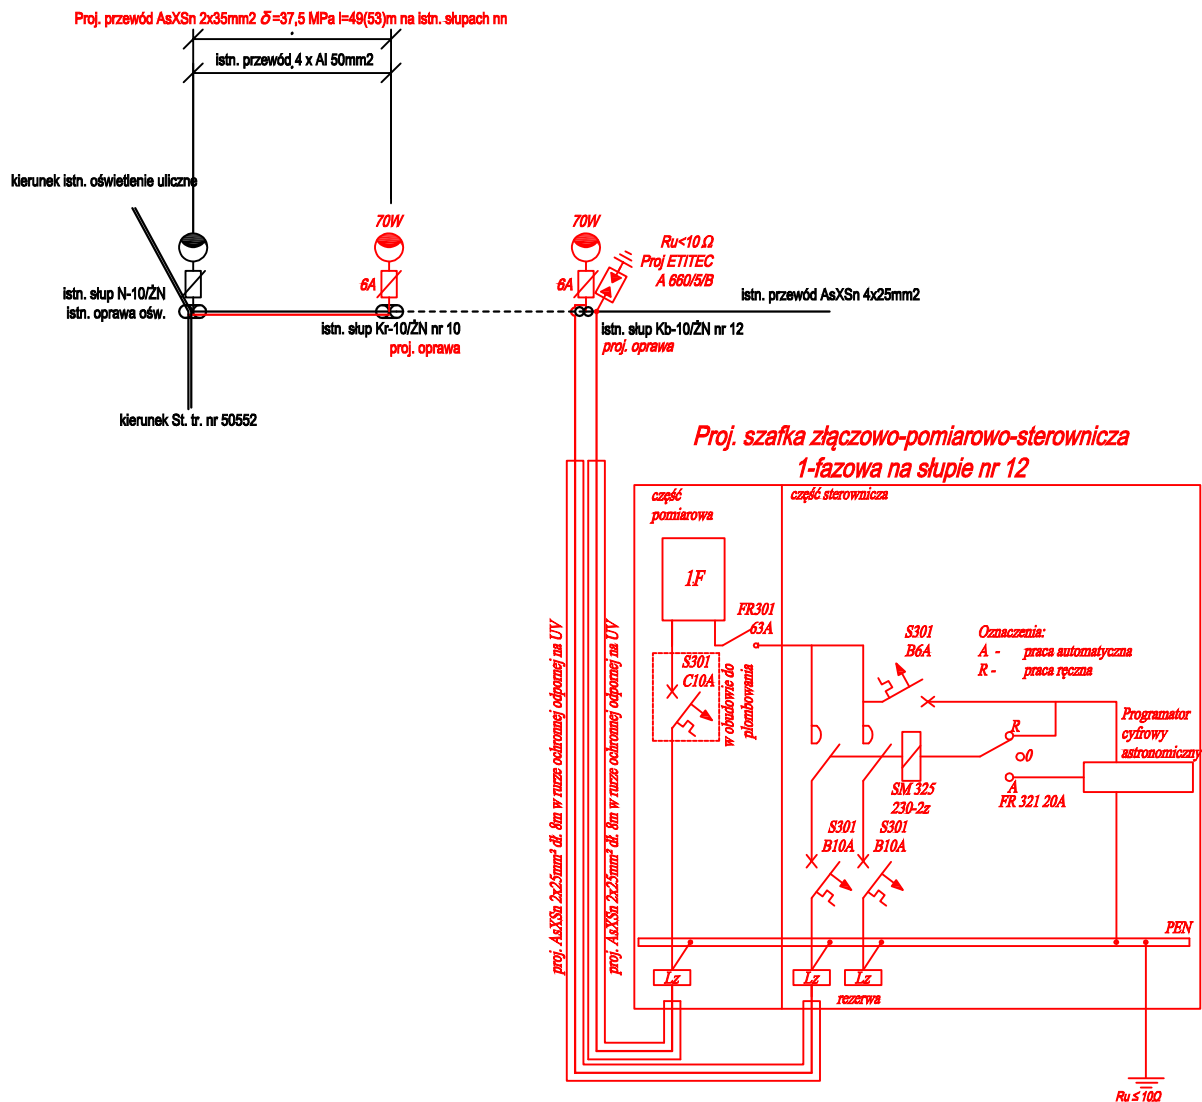 Proj. przewód AsXSn 2x35mm2 δ=37,5 MPa l=49(53)m na istn. słupach nn
istn. przewód 4 x Al 50mm2
kierunek istn. oświetlenie uliczne
70W
70W
Ru<10 Ω
Proj ETITEC
A 660/5/B
6A
6A
istn. słup N-10/ŻN
istn. oprawa ośw.
istn. przewód AsXSn 4x25mm2
istn. słup Kr-10/ŻN nr 10
proj. oprawa
istn. słup Kb-10/ŻN nr 12
proj. oprawa
kierunek St. tr. nr 50552
Proj. szafka złączowo-pomiarowo-sterownicza
1-fazowa na słupie nr 12
część
pomiarowa
część sterownicza
1F
FR301
63A
S301
C10A
w obudowie do
plombowania
S301
B6A
Oznaczenia:
A - praca automatyczna
R - praca ręczna
Programator
cyfrowy
astronomiczny
R
0
A
FR 321 20A
SM 325
230-2z
S301
B10A
S301
B10A
proj. AsXSn 2x25mm² dł. 8m w rurze ochronnej odpornej na UV
proj. AsXSn 2x25mm² dł. 8m w rurze ochronnej odpornej na UV
PEN
Lz
Lz
Lz
rezerwa
Ru ≤ 10Ω